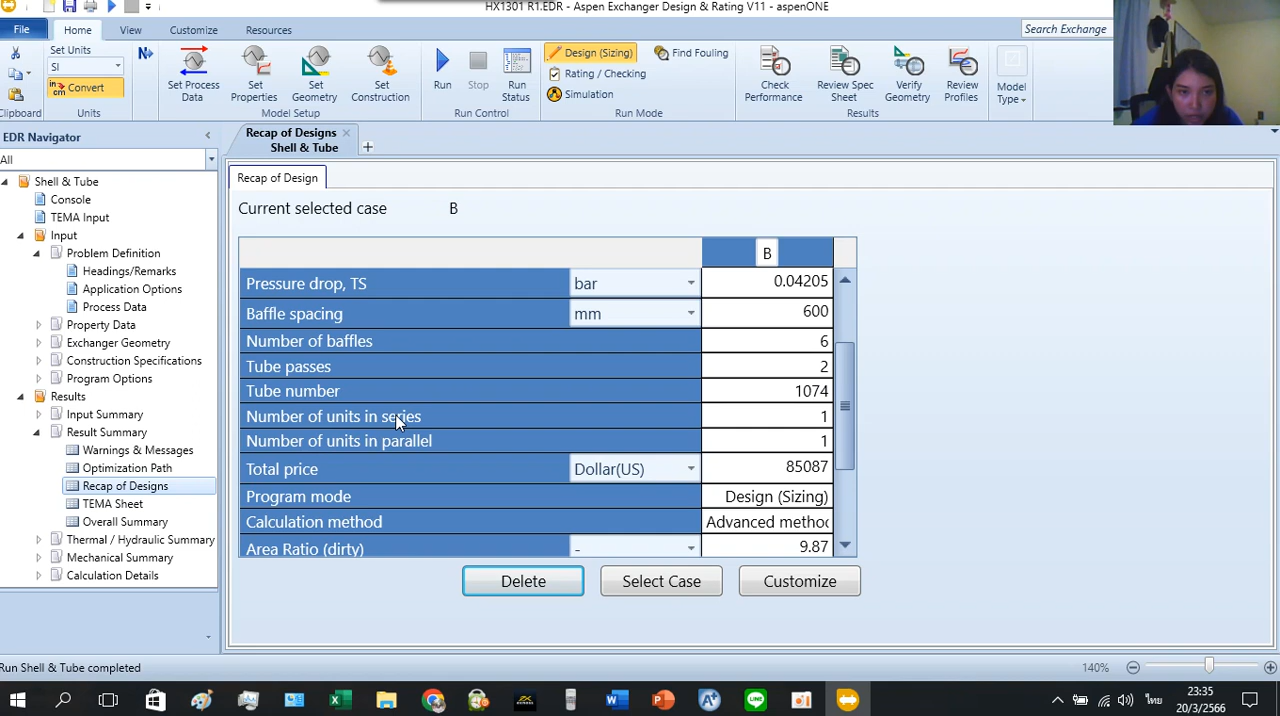 HX1301 R1.EDR - Aspen Exchanger Design & Rating V11 - aspenONE
File
Home
View
Customize
Resources
Search Exchange
Set Units
SI
Convert
Units
Clipboard
Set Process
Data
Set
Properties
Set
Geometry
Set
Construction
Model Setup
Run
Stop
Run
Status
Run Control
Design (Sizing)
Rating / Checking
Simulation
Find Fouling
Run Mode
Check
Performance
Review Spec
Sheet
Verify
Geometry
Review
Profiles
Results
Model
Type
EDR Navigator
All
Shell & Tube
Console
TEMA Input
Input
Problem Definition
Headings/Remarks
Application Options
Process Data
Property Data
Exchanger Geometry
Construction Specifications
Program Options
Results
Input Summary
Result Summary
Warnings & Messages
Optimization Path
Recap of Designs
TEMA Sheet
Overall Summary
Thermal / Hydraulic Summary
Mechanical Summary
Calculation Details
Recap of Designs
Shell & Tube
Recap of Design
Current selected case B
B
Pressure drop, TS bar 0.04205
Baffle spacing mm 600
Number of baffles 6
Tube passes 2
Tube number 1074
Number of units in series 1
Number of units in parallel 1
Total price Dollar(US) 85087
Program mode Design (Sizing)
Calculation method Advanced method
Area Ratio (dirty) - 9.87
Delete
Select Case
Customize
Run Shell & Tube completed
140%
ไทย
23:35
20/3/2566